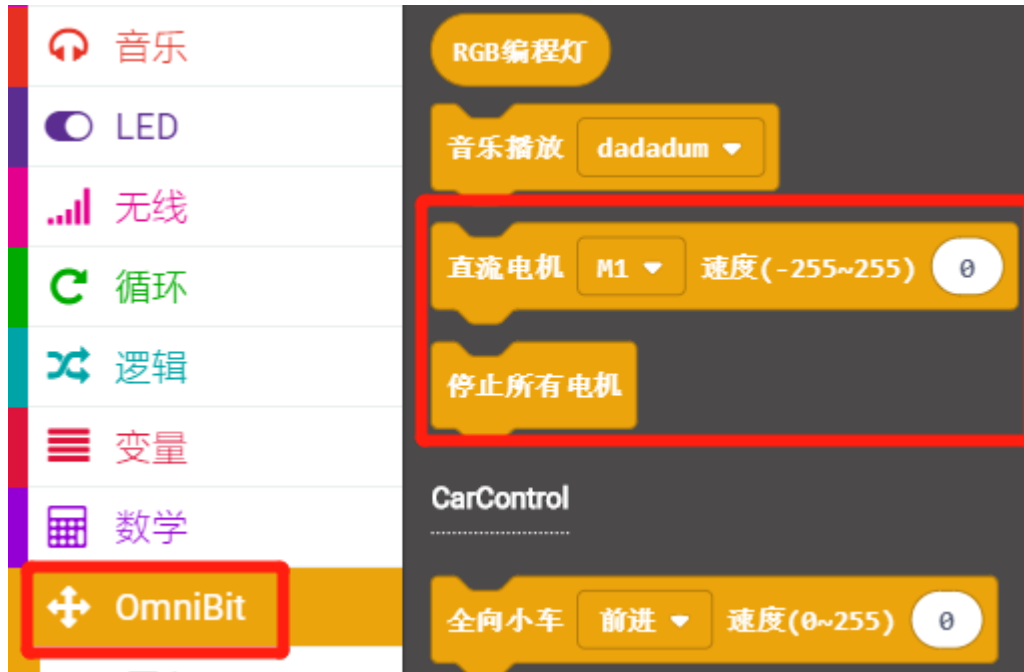 音乐
LED
无线
循环
逻辑
变量
数学
OmniBit
RGB编程灯
音乐播放 dadadum
直流电机 M1 速度(-255~255) 0
停止所有电机
CarControl
全向小车 前进 速度(0~255) 0